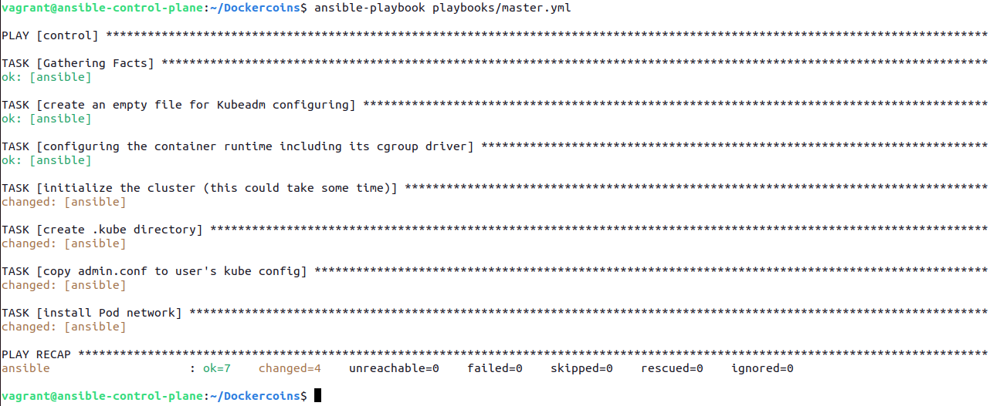 vagrant@ansible-control-plane:~/Dockercoins$ ansible-playbook playbooks/master.yml
PLAY [control] *******************************************************************************************************************************
TASK [Gathering Facts] ***********************************************************************************************************************
ok: [ansible]
TASK [create an empty file for Kubeadm configuring] ******************************************************************************************
ok: [ansible]
TASK [configuring the container runtime including its cgroup driver] *************************************************************************
ok: [ansible]
TASK [initialize the cluster (this could take some time)] ************************************************************************************
changed: [ansible]
TASK [create .kube directory] ****************************************************************************************************************
changed: [ansible]
TASK [copy admin.conf to user's kube config] *************************************************************************************************
changed: [ansible]
TASK [install Pod network] *******************************************************************************************************************
changed: [ansible]
PLAY RECAP ***********************************************************************************************************************************
ansible                    : ok=7    changed=4    unreachable=0    failed=0    skipped=0    rescued=0    ignored=0
vagrant@ansible-control-plane:~/Dockercoins$